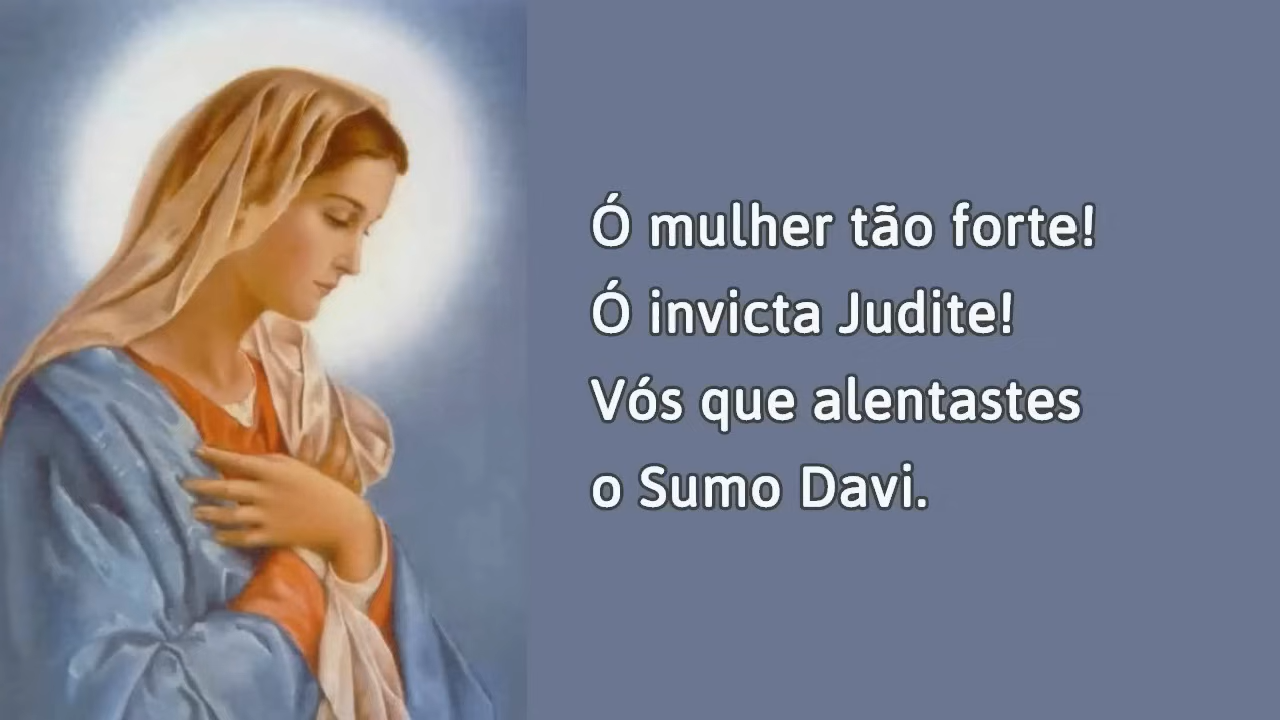 Ó mulher tão forte!
Ó invicta Judite!
Vós que alentastes
o Sumo Davi.